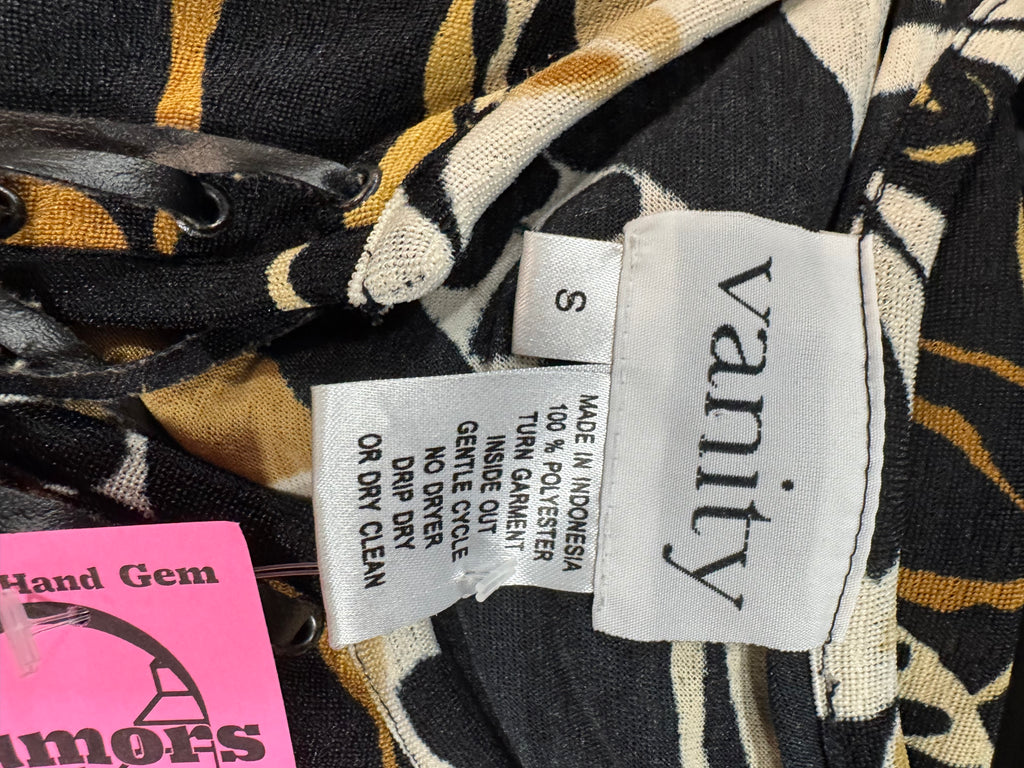 vanity
S
MADE IN INDONESIA
100 % POLYESTER
TURN GARMENT
INSIDE OUT
GENTLE CYCLE
NO DRYER
DRIP DRY
OR DRY CLEAN
Hand Gem
umors